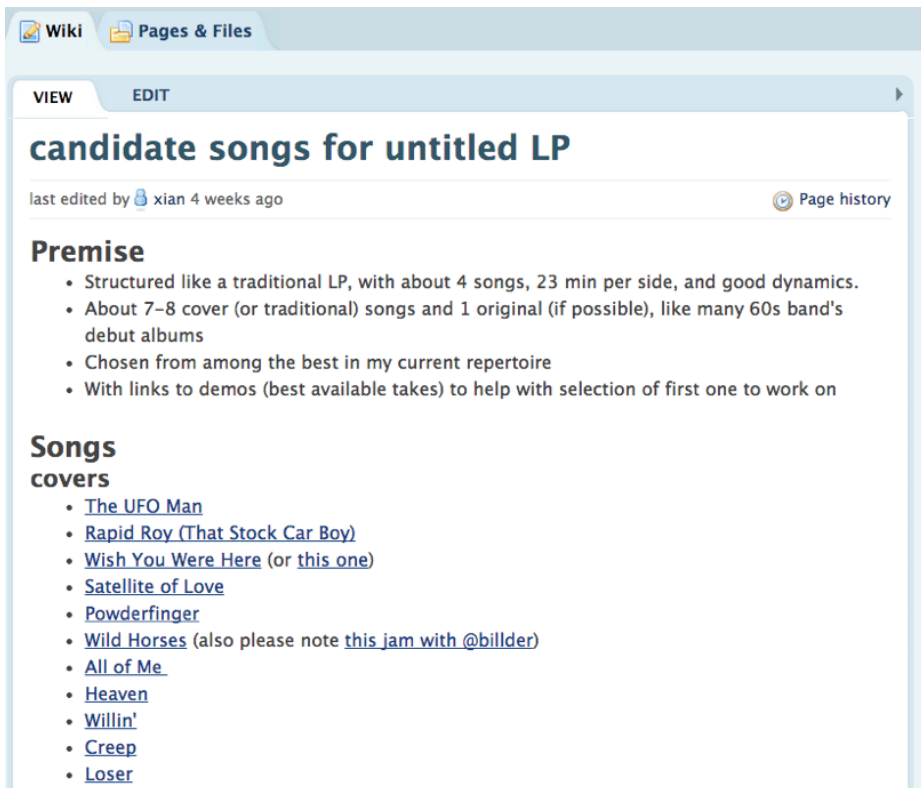 Wiki Pages & Files
VIEW EDIT
candidate songs for untitled LP
last edited by xian 4 weeks ago Page history
Premise
• Structured like a traditional LP, with about 4 songs, 23 min per side, and good dynamics.
• About 7–8 cover (or traditional) songs and 1 original (if possible), like many 60s band's
debut albums
• Chosen from among the best in my current repertoire
• With links to demos (best available takes) to help with selection of first one to work on
Songs
covers
• The UFO Man
• Rapid Roy (That Stock Car Boy)
• Wish You Were Here (or this one)
• Satellite of Love
• Powderfinger
• Wild Horses (also please note this jam with @billder)
• All of Me
• Heaven
• Willin'
• Creep
• Loser